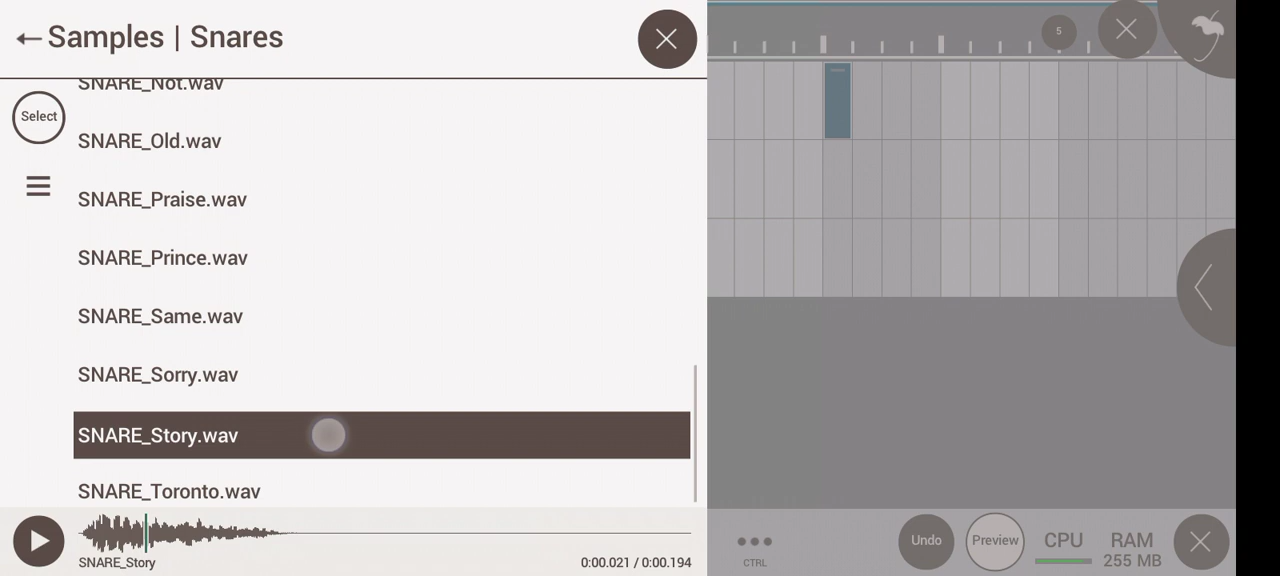 Samples | Snares
SNARE_Not.wav
Select
SNARE_Old.wav
SNARE_Praise.wav
SNARE_Prince.wav
SNARE_Same.wav
SNARE_Sorry.wav
SNARE_Story.wav
SNARE_Toronto.wav
SNARE_Story
0:00.021 / 0:00.194
5
CTRL
Undo
Preview
CPU
RAM
255 MB